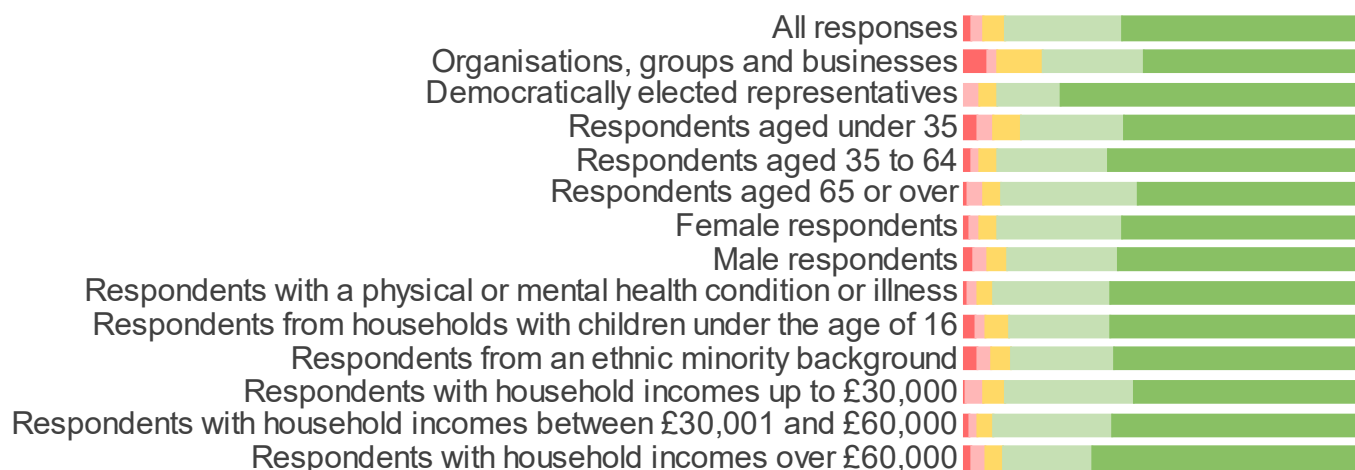 All responses
Organisations, groups and businesses
Democratically elected representatives
Respondents aged under 35
Respondents aged 35 to 64
Respondents aged 65 or over
Female respondents
Male respondents
Respondents with a physical or mental health condition or illness
Respondents from households with children under the age of 16
Respondents from an ethnic minority background
Respondents with household incomes up to £30,000
Respondents with household incomes between £30,001 and £60,000
Respondents with household incomes over £60,000